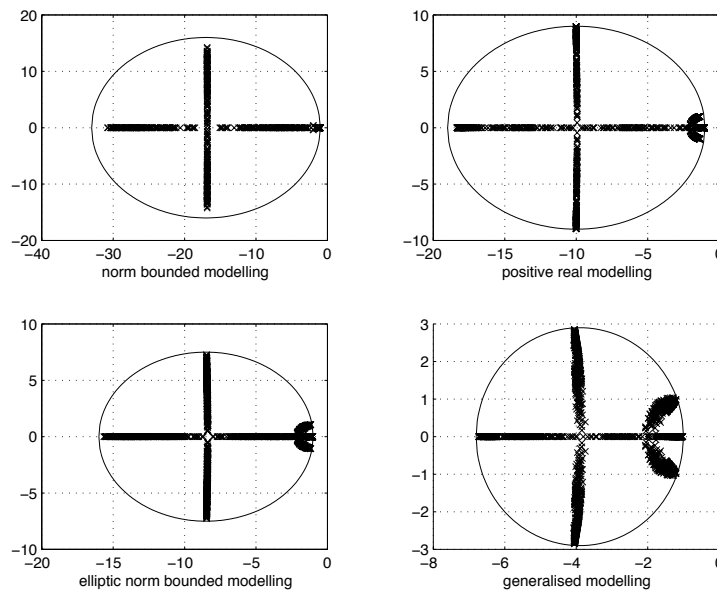 20
10
0
−10
−20
−40 −30 −20 −10 0
norm bounded modelling
10
5
0
−5
−10
−20 −15 −10 −5 0
positive real modelling
10
5
0
−5
−10
−20 −15 −10 −5 0
elliptic norm bounded modelling
3
2
1
0
−1
−2
−3
−8 −6 −4 −2 0
generalised modelling